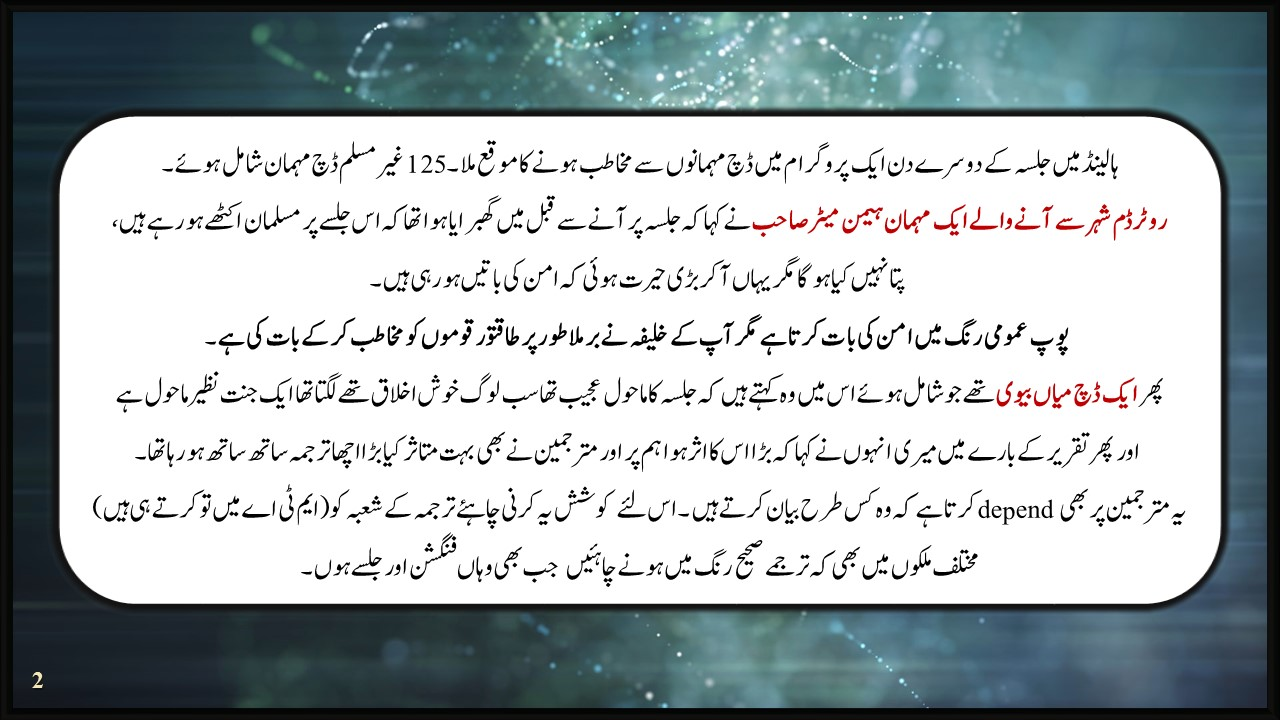 ہالینڈ میں جلسہ کے دوسرے دن ایک پروگرام میں ڈچ مہمانوں سے مخاطب ہونے کا موقع ملا۔ 125 غیر مسلم ڈچ مہمان شامل ہوئے۔
روٹرڈم شہر سے آنے والے ایک مہمان ہیمن میٹر صاحب نے کہا کہ جلسہ پر آنے سے قبل میں گھبرایا ہوا تھا کہ اس جلسے پر مسلمان اکٹھے ہو رہے ہیں،
پتا نہیں کیا ہو گا مگر یہاں آ کر بڑی حیرت ہوئی کہ امن کی باتیں ہو رہی ہیں۔
پوپ عمومی رنگ میں امن کی بات کرتا ہے مگر آپ کے خلیفہ نے برملا طور پر طاقتور قوموں کو مخاطب کر کے بات کی ہے۔
پھر ایک ڈچ میاں بیوی تھے جو شامل ہوئے اس میں وہ کہتے ہیں کہ جلسہ کا ماحول عجیب تھا سب لوگ خوش اخلاق تھے لگتا تھا ایک جنت نظیر ماحول ہے
اور پھر تقریر کے بارے میں میری انہوں نے کہا کہ بڑا اس کا اثر ہوا ہم پر اور مترجمین نے بھی بہت متاثر کیا بڑا اچھا ترجمہ ساتھ ساتھ ہو رہا تھا۔
یہ مترجمین پر بھی depend کرتا ہے کہ وہ کس طرح بیان کرتے ہیں۔ اس لئے کوشش یہ کرنی چاہئے ترجمہ کے شعبہ کو (ایم ٹی اے میں تو کرتے ہی ہیں)
مختلف ملکوں میں بھی کہ ترجمے صحیح رنگ میں ہونے چاہئیں جب بھی وہاں فنگشن اور جلسے ہوں۔
2